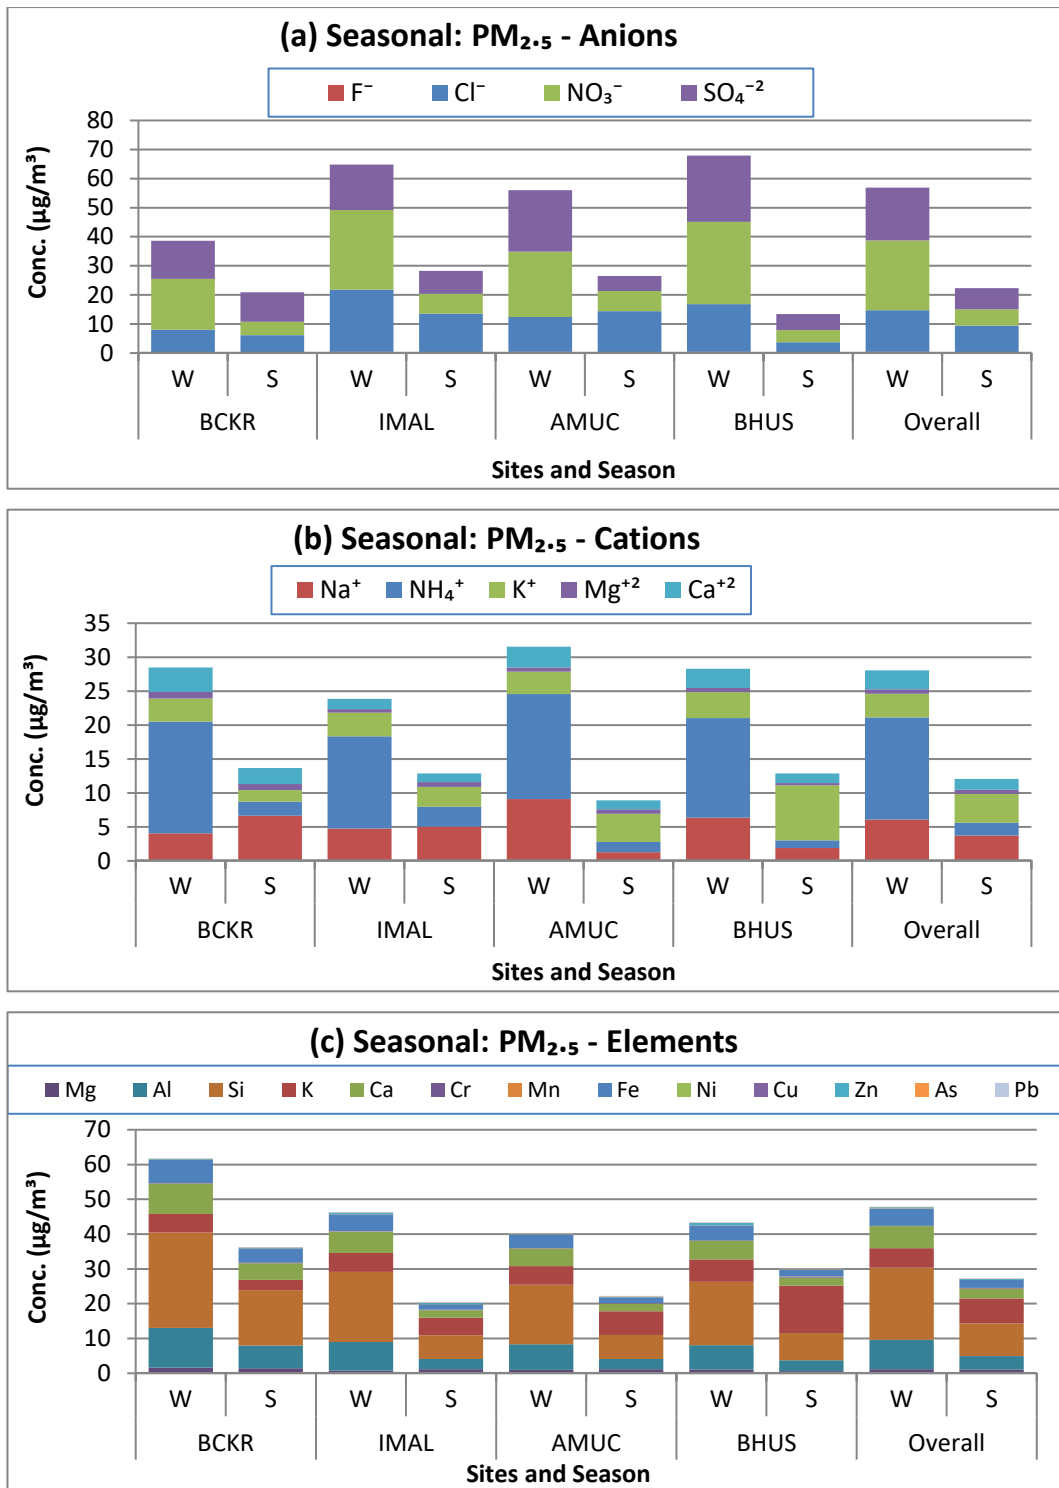 (a) Seasonal: PM₂.₅ - Anions
F⁻ Cl⁻ NO₃⁻ SO₄⁻²
80
70
60
50
40
30
20
10
0
Conc. (µg/m³)
W S W S W S W S W S
BCKR IMAL AMUC BHUS Overall
Sites and Season
(b) Seasonal: PM₂.₅ - Cations
Na⁺ NH₄⁺ K⁺ Mg⁺² Ca⁺²
35
30
25
20
15
10
5
0
Conc. (µg/m³)
W S W S W S W S W S
BCKR IMAL AMUC BHUS Overall
Sites and Season
(c) Seasonal: PM₂.₅ - Elements
Mg Al Si K Ca Cr Mn Fe Ni Cu Zn As Pb
70
60
50
40
30
20
10
0
Conc. (µg/m³)
W S W S W S W S W S
BCKR IMAL AMUC BHUS Overall
Sites and Season